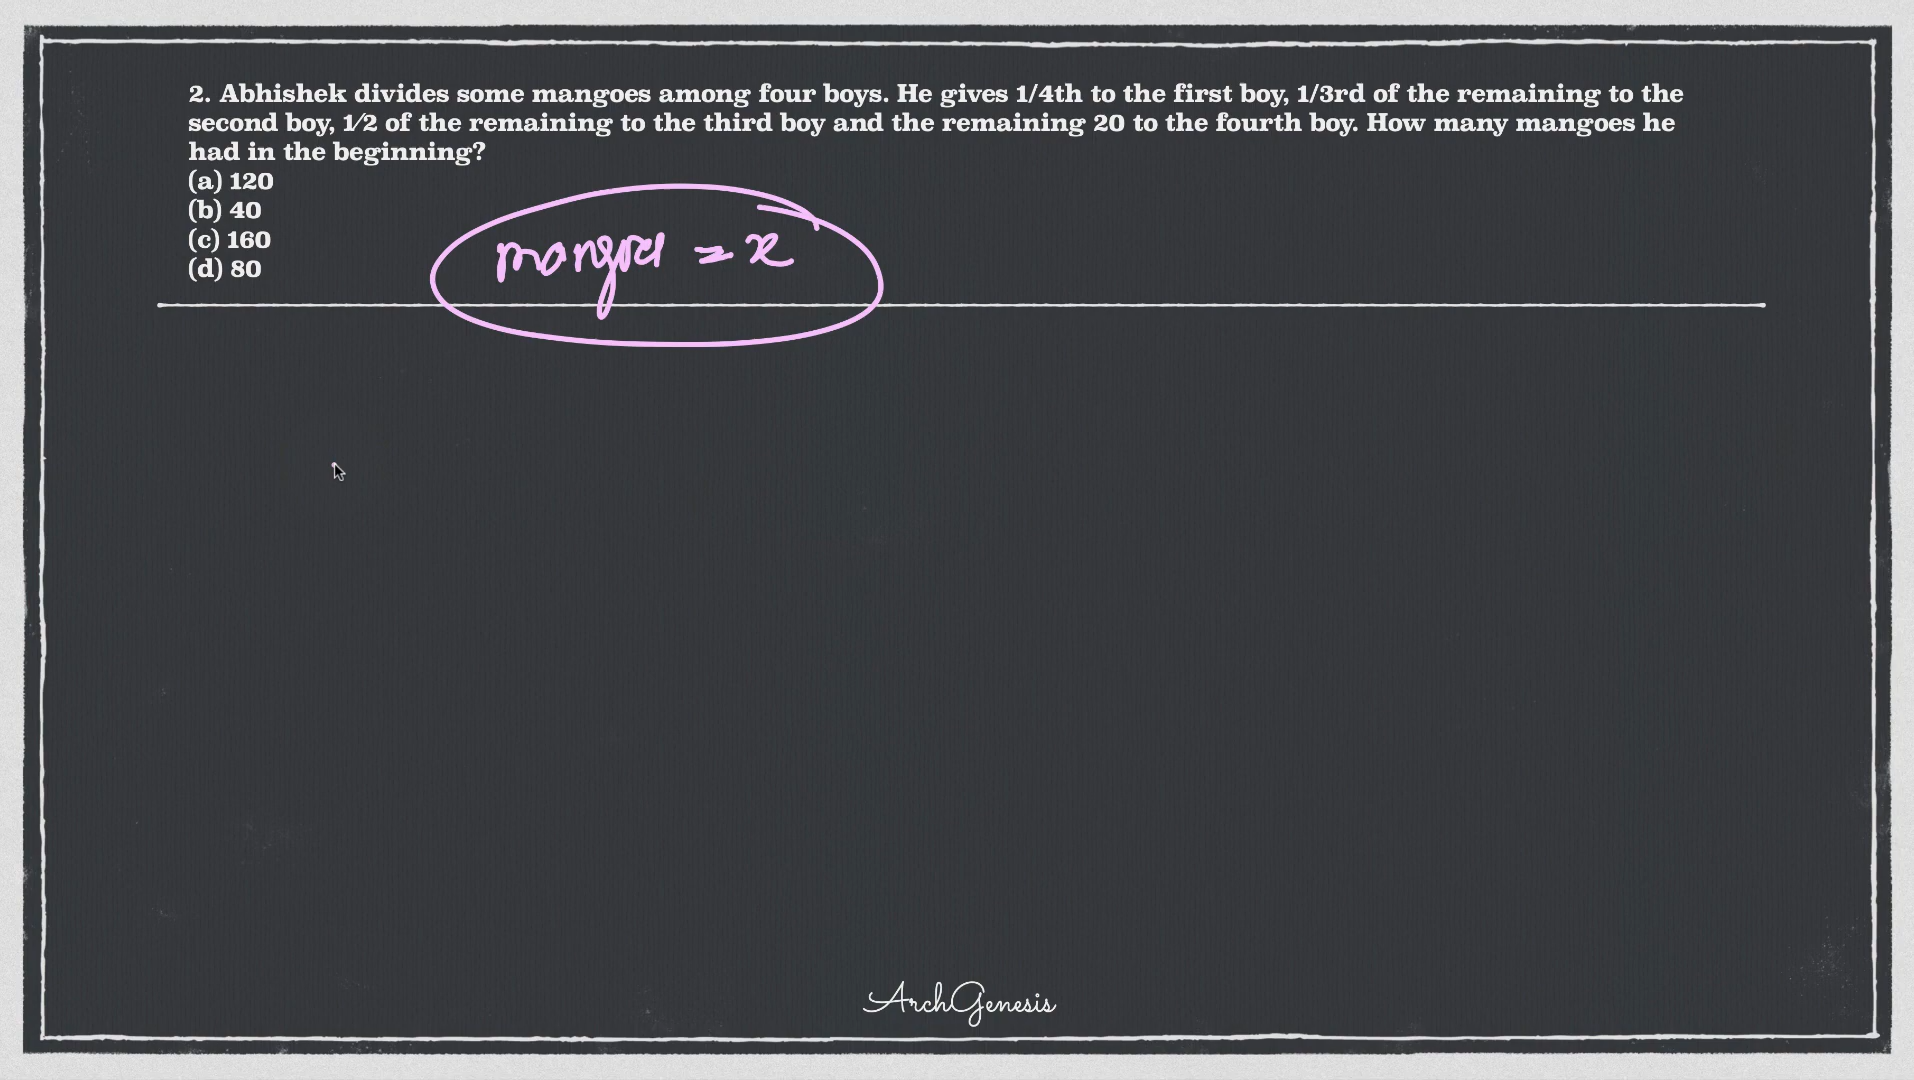 2. Abhishek divides some mangoes among four boys. He gives 1/4th to the first boy, 1/3rd of the remaining to the
second boy, 1⁄2 of the remaining to the third boy and the remaining 20 to the fourth boy. How many mangoes he
had in the beginning?
(a) 120
(b) 40
(c) 160
(d) 80
mangoes = x
ArchGenesis